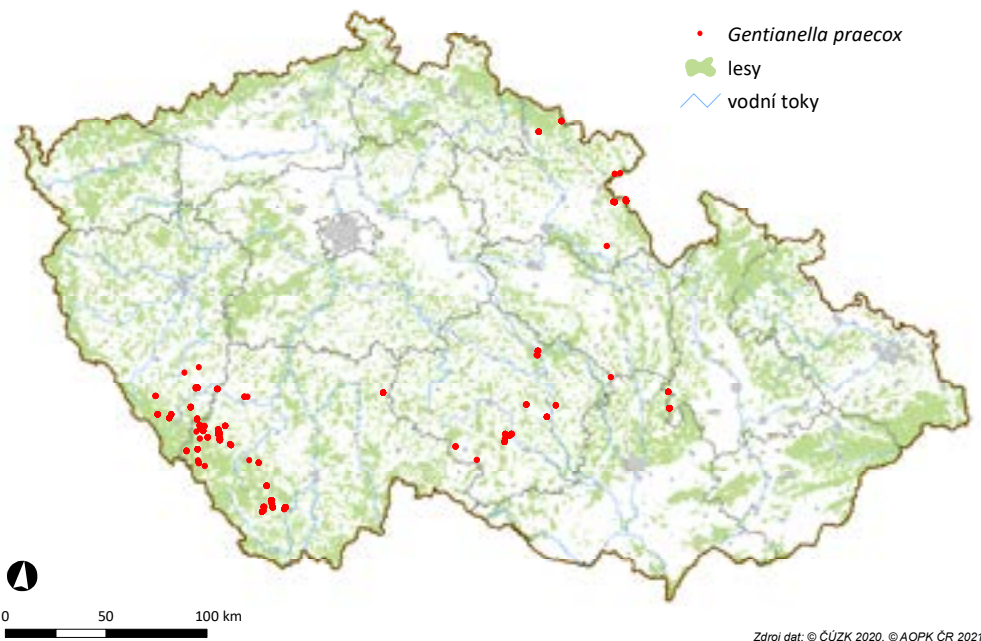 Gentianella praecox
lesy
vodní toky
0 50 100 km
Zdroj dat: © ČÚZK 2020, © AOPK ČR 2021